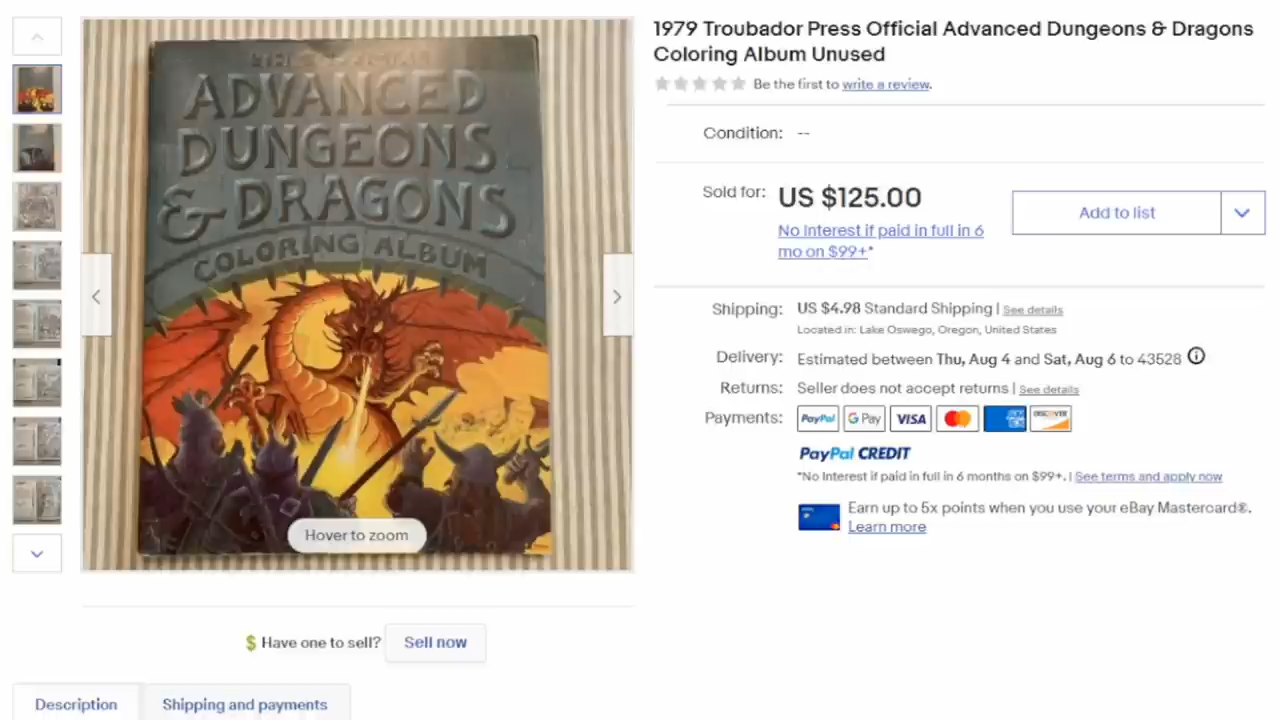 1979 Troubador Press Official Advanced Dungeons & Dragons
Coloring Album Unused
Be the first to write a review.
Condition: --
Sold for: US $125.00
No Interest if paid in full in 6
mo on $99+*
Add to list
Shipping: US $4.98 Standard Shipping | See details
Located in: Lake Oswego, Oregon, United States
Delivery: Estimated between Thu, Aug 4 and Sat, Aug 6 to 43528
Returns: Seller does not accept returns | See details
Payments: PayPal G Pay VISA DISCOVER
PayPal CREDIT
*No Interest if paid in full in 6 months on $99+. | See terms and apply now
Earn up to 5x points when you use your eBay Mastercard®.
Learn more
ADVANCED
DUNGEONS
& DRAGONS
COLORING ALBUM
Hover to zoom
$ Have one to sell? Sell now
Description Shipping and payments